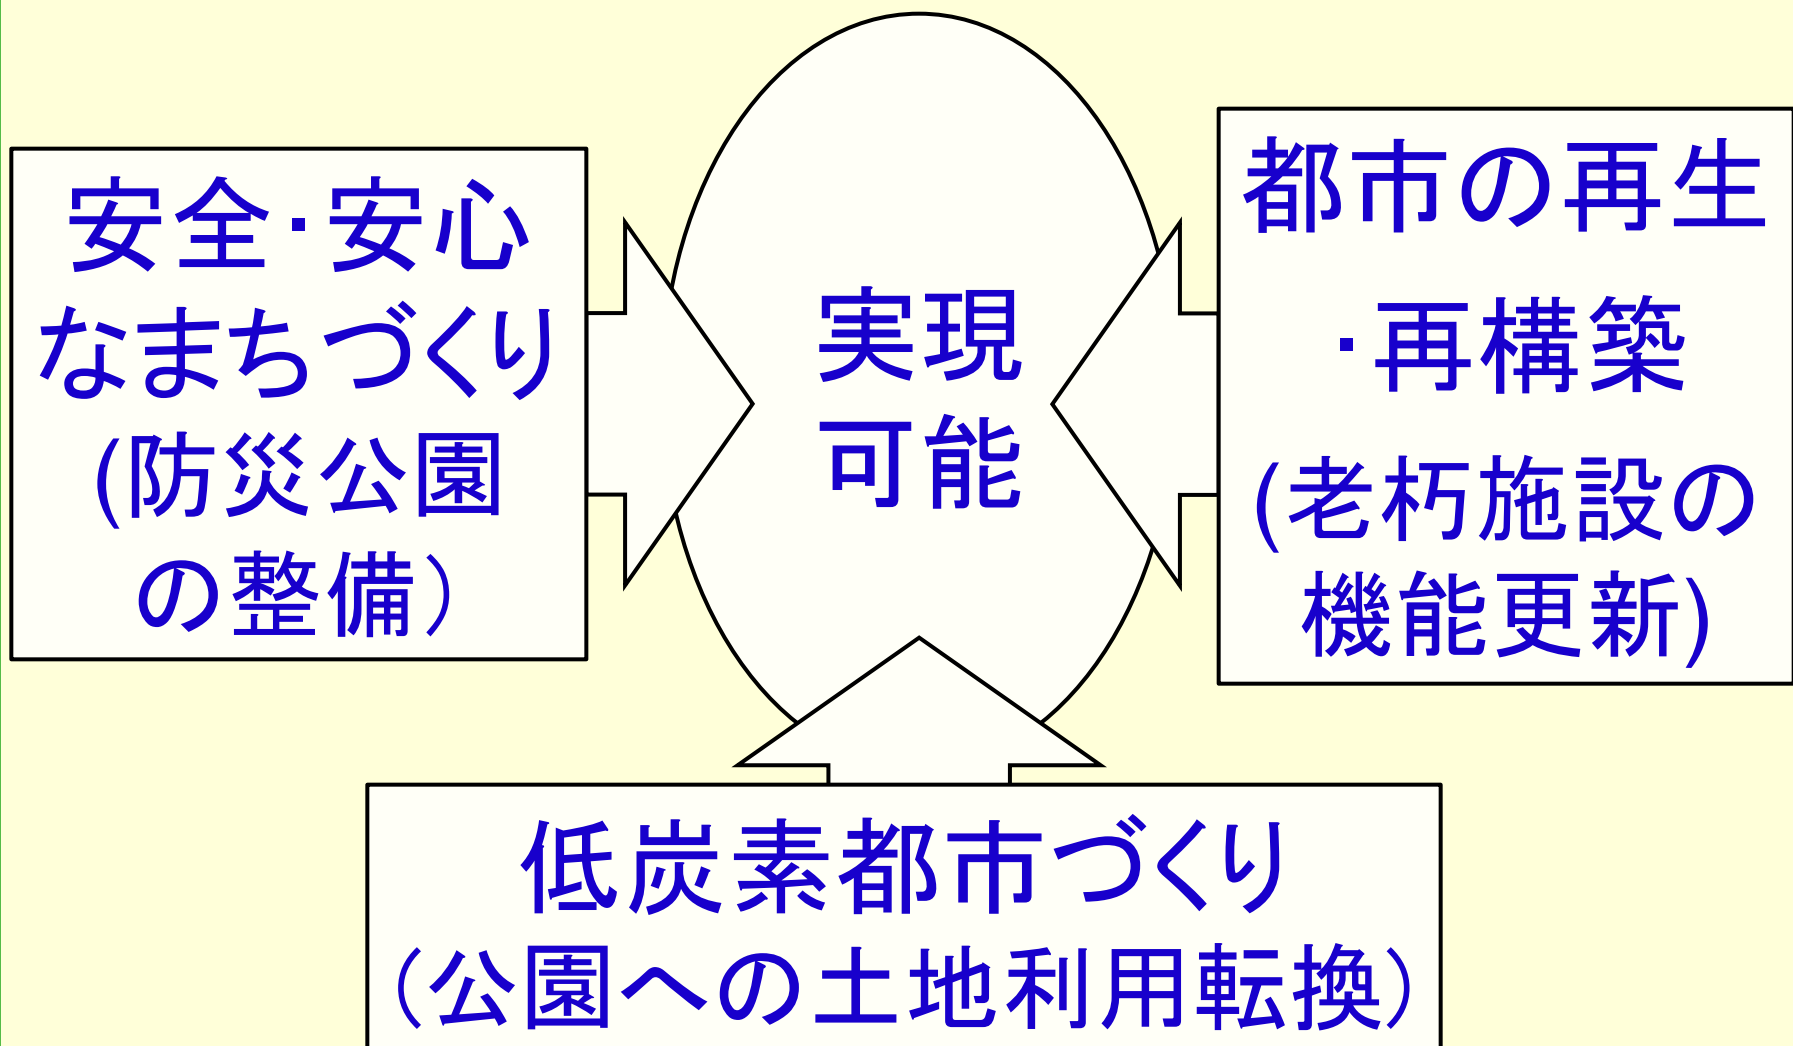 安全・安心
なまちづくり
(防災公園
の整備）
実現
可能
都市の再生
・再構築
(老朽施設の
機能更新)
低炭素都市づくり
（公園への土地利用転換）